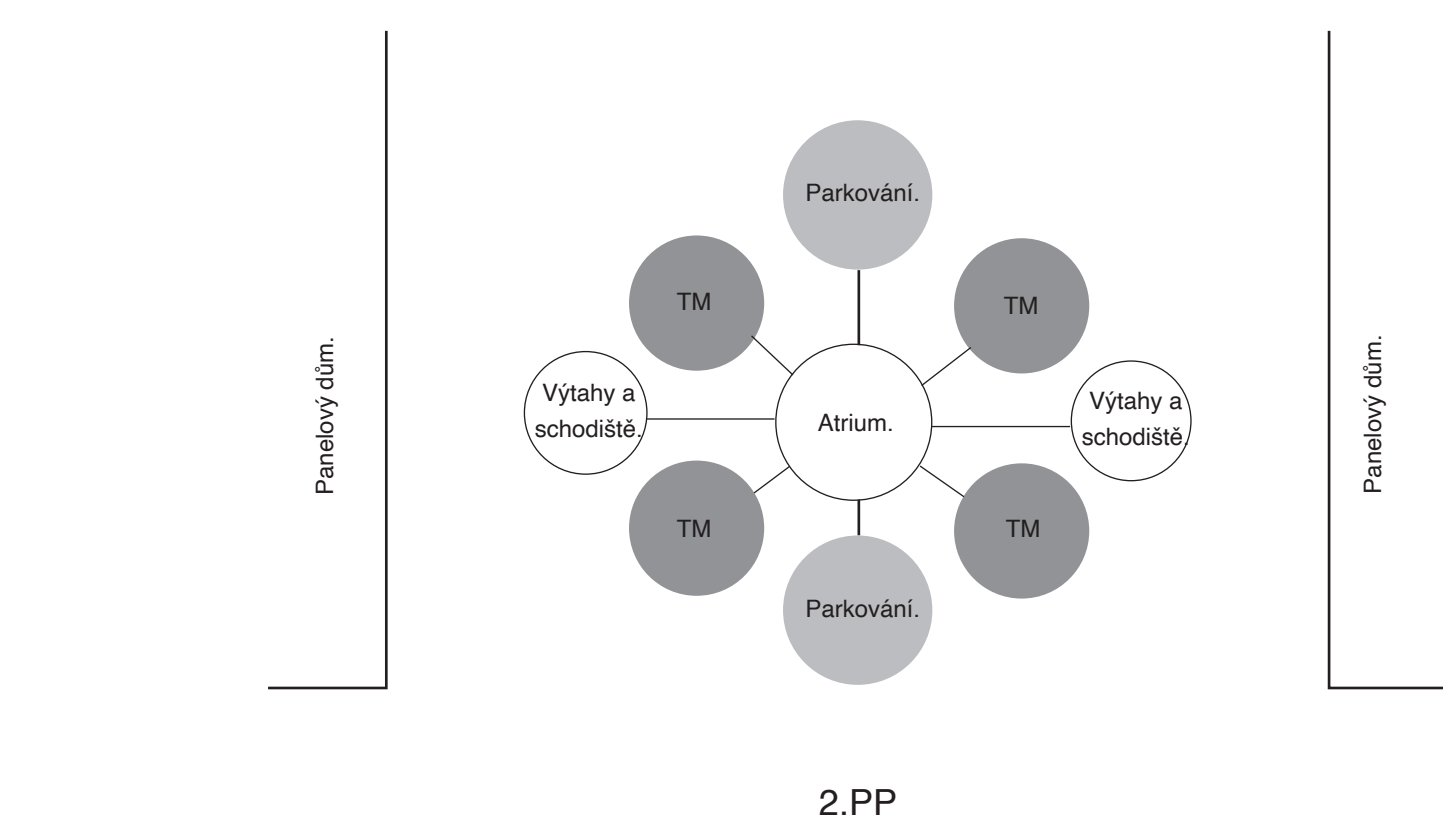 Parkování.
TM
TM
Panelový dům.
Výtahy a
schodiště.
Atrium.
Výtahy a
schodiště.
Panelový dům.
TM
TM
Parkování.
2.PP